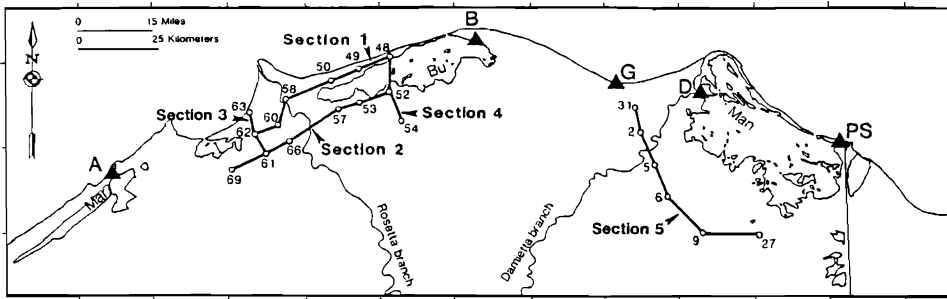 0 15 Miles
0 25 Kilometers
N
B
Section 1
48
49
50
Bu
52
G
D
58
53
31
Man
63
Section 3
60
57
Section 4
54
62
2
PS
66
Section 2
61
5
A
69
6
Mar
Section 5
9
27
Rosetta branch
Damietta branch